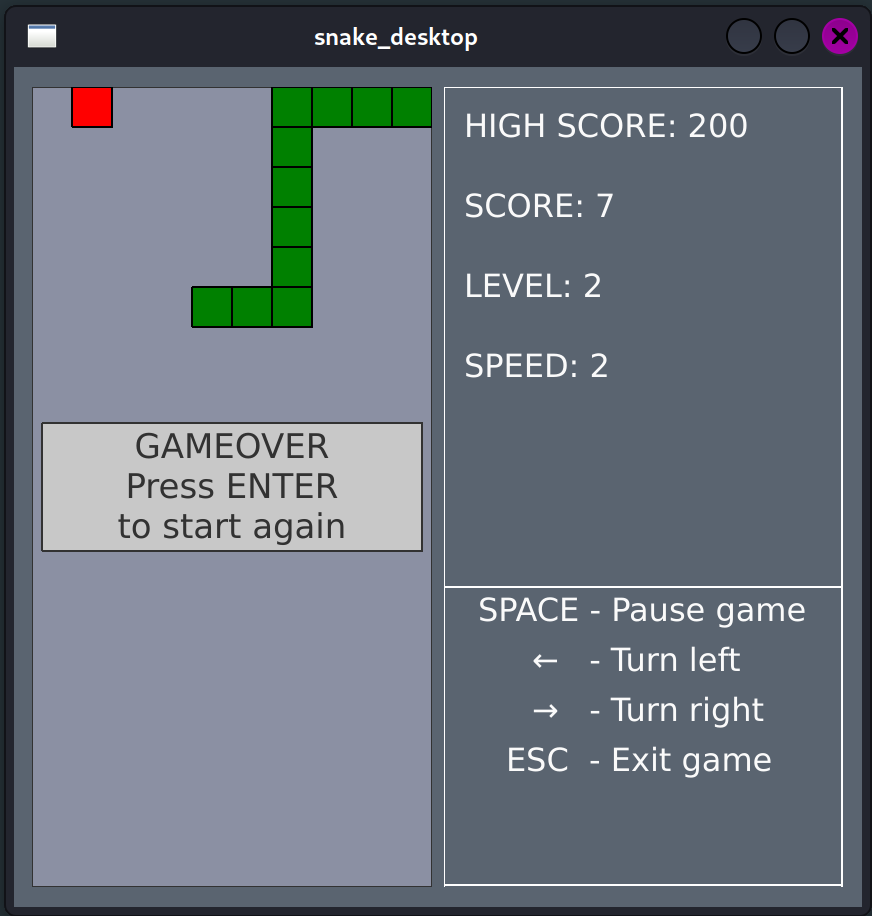 snake_desktop
HIGH SCORE: 200
SCORE: 7
LEVEL: 2
SPEED: 2
GAMEOVER
Press ENTER
to start again
SPACE - Pause game
← - Turn left
→ - Turn right
ESC - Exit game